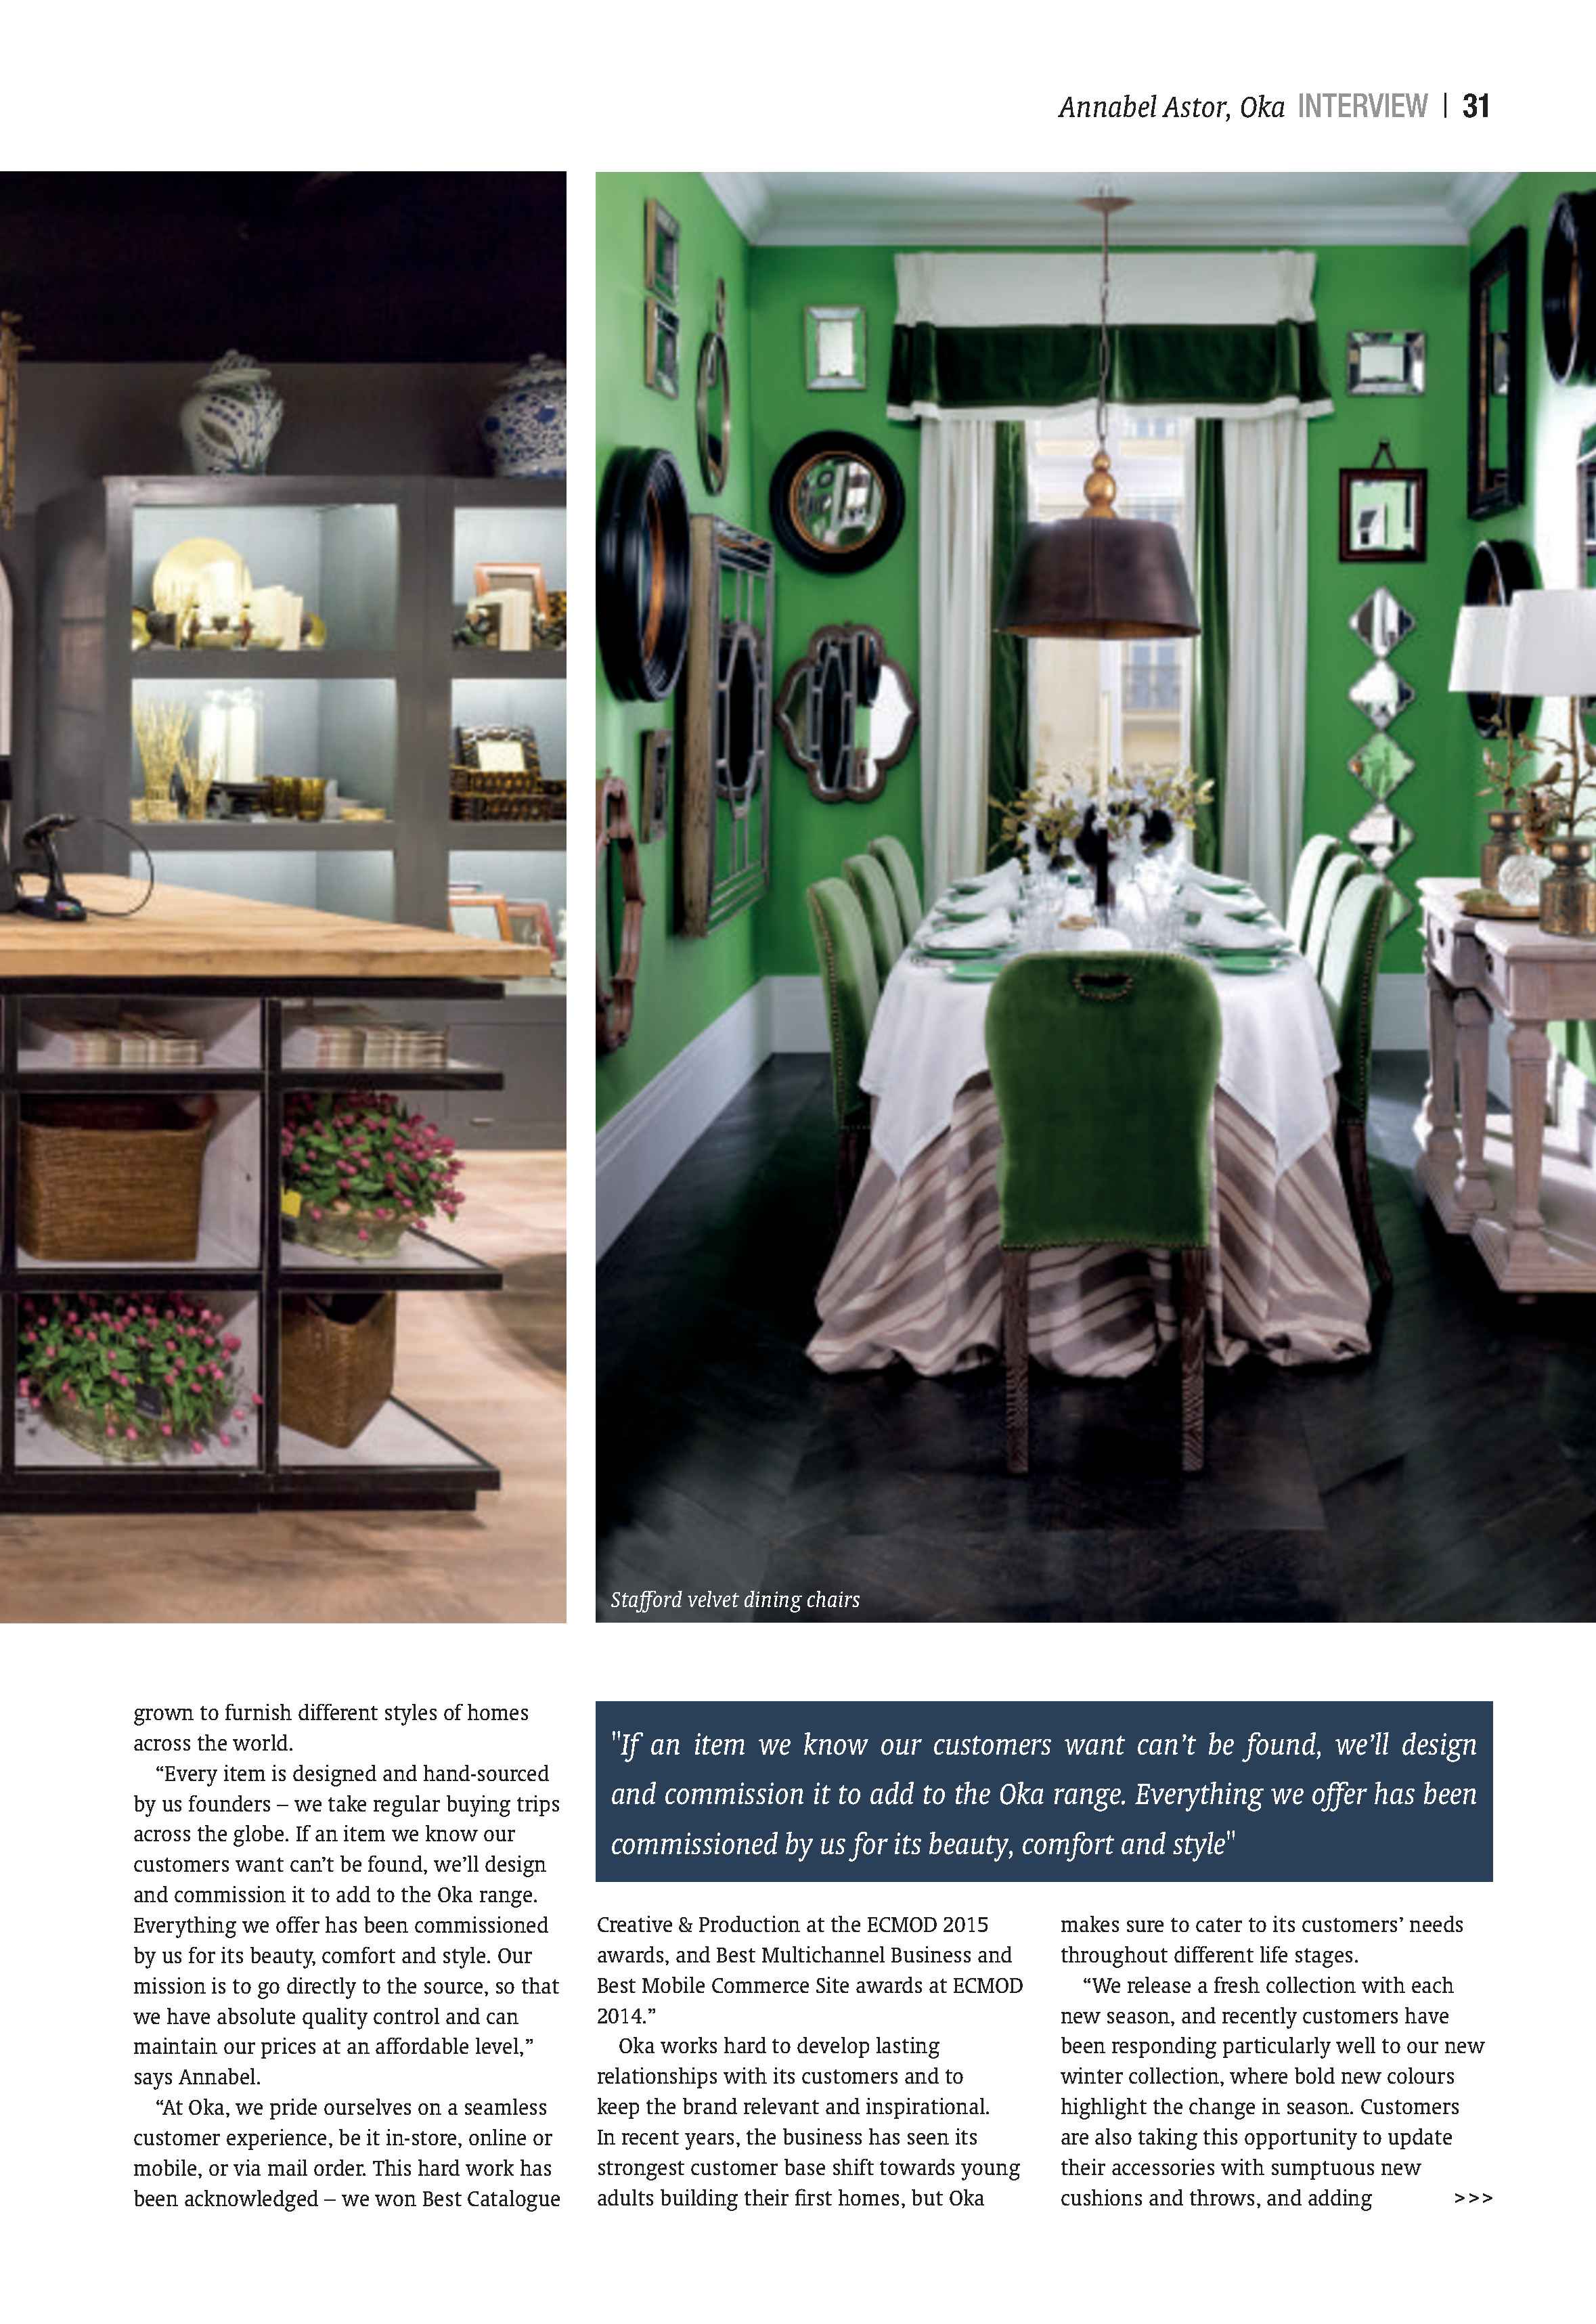 Annabel Astor, Oka INTERVIEW | 31
Stafford velvet dining chairs
grown to furnish different styles of homes
across the world.
“Every item is designed and hand-sourced
by us founders – we take regular buying trips
across the globe. If an item we know our
customers want can’t be found, we’ll design
and commission it to add to the Oka range.
Everything we offer has been commissioned
by us for its beauty, comfort and style. Our
mission is to go directly to the source, so that
we have absolute quality control and can
maintain our prices at an affordable level,”
says Annabel.
“At Oka, we pride ourselves on a seamless
customer experience, be it in-store, online or
mobile, or via mail order. This hard work has
been acknowledged – we won Best Catalogue
"If an item we know our customers want can’t be found, we’ll design
and commission it to add to the Oka range. Everything we offer has been
commissioned by us for its beauty, comfort and style"
Creative & Production at the ECMOD 2015
awards, and Best Multichannel Business and
Best Mobile Commerce Site awards at ECMOD
2014.”
Oka works hard to develop lasting
relationships with its customers and to
keep the brand relevant and inspirational.
In recent years, the business has seen its
strongest customer base shift towards young
adults building their first homes, but Oka
makes sure to cater to its customers’ needs
throughout different life stages.
“We release a fresh collection with each
new season, and recently customers have
been responding particularly well to our new
winter collection, where bold new colours
highlight the change in season. Customers
are also taking this opportunity to update
their accessories with sumptuous new
cushions and throws, and adding >>>